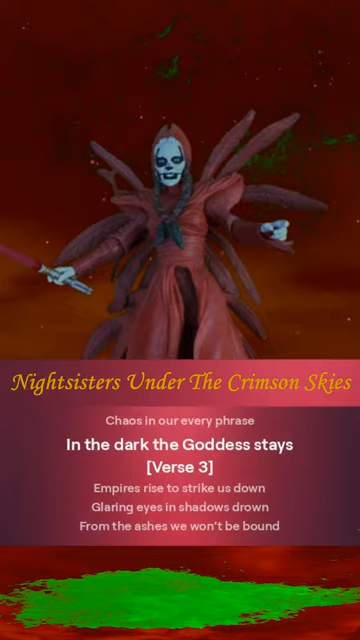 Nightsisters Under The Crimson Skies
Chaos in our every phrase
In the dark the Goddess stays
[Verse 3]
Empires rise to strike us down
Glaring eyes in shadows drown
From the ashes we won't be bound